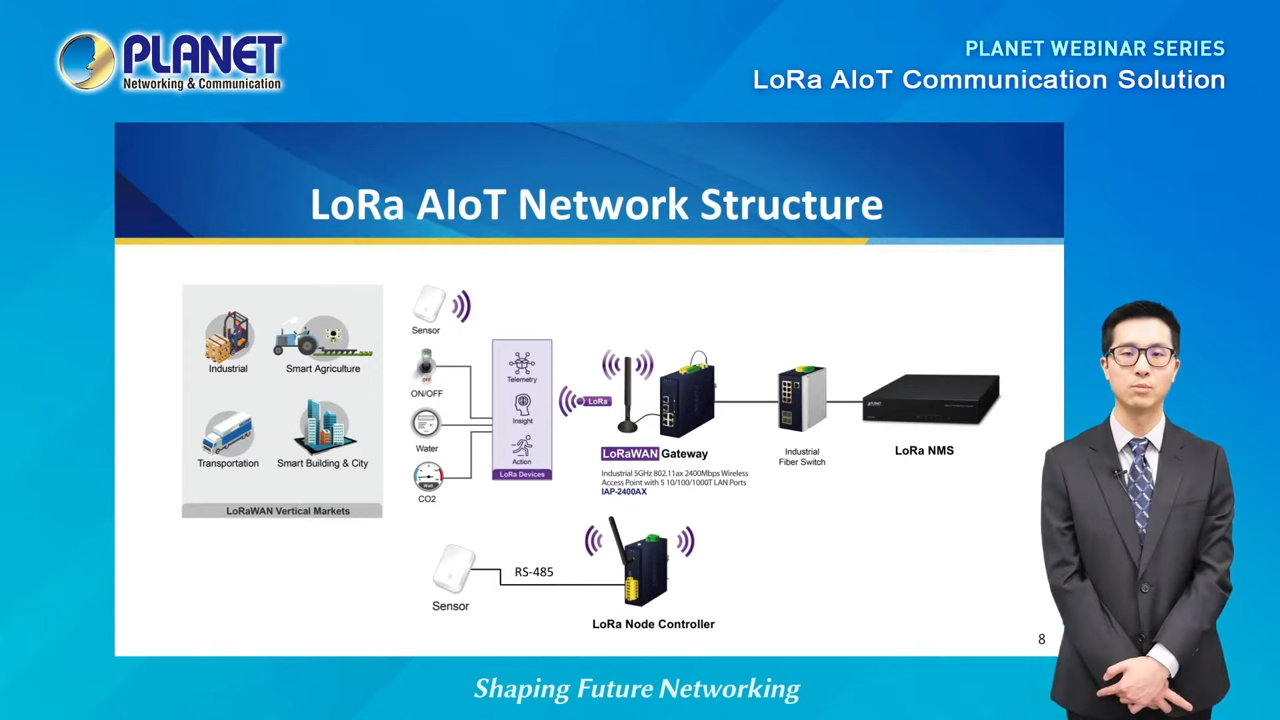 PLANET
Networking & Communication
PLANET WEBINAR SERIES
LoRa AIoT Communication Solution
LoRa AIoT Network Structure
Industrial
Smart Agriculture
Transportation
Smart Building & City
LoRaWAN Vertical Markets
Sensor
OFF
ON/OFF
Water
CO2
Telemetry
Insight
Action
LoRa Devices
LoRa
LoRaWAN Gateway
Industrial 5GHz 802.11ax 2400Mbps Wireless
Access Point with 5 10/100/1000T LAN Ports
IAP-2400AX
Industrial
Fiber Switch
PLANET
LoRa NMS
Sensor
RS-485
LoRa Node Controller
8
Shaping Future Networking